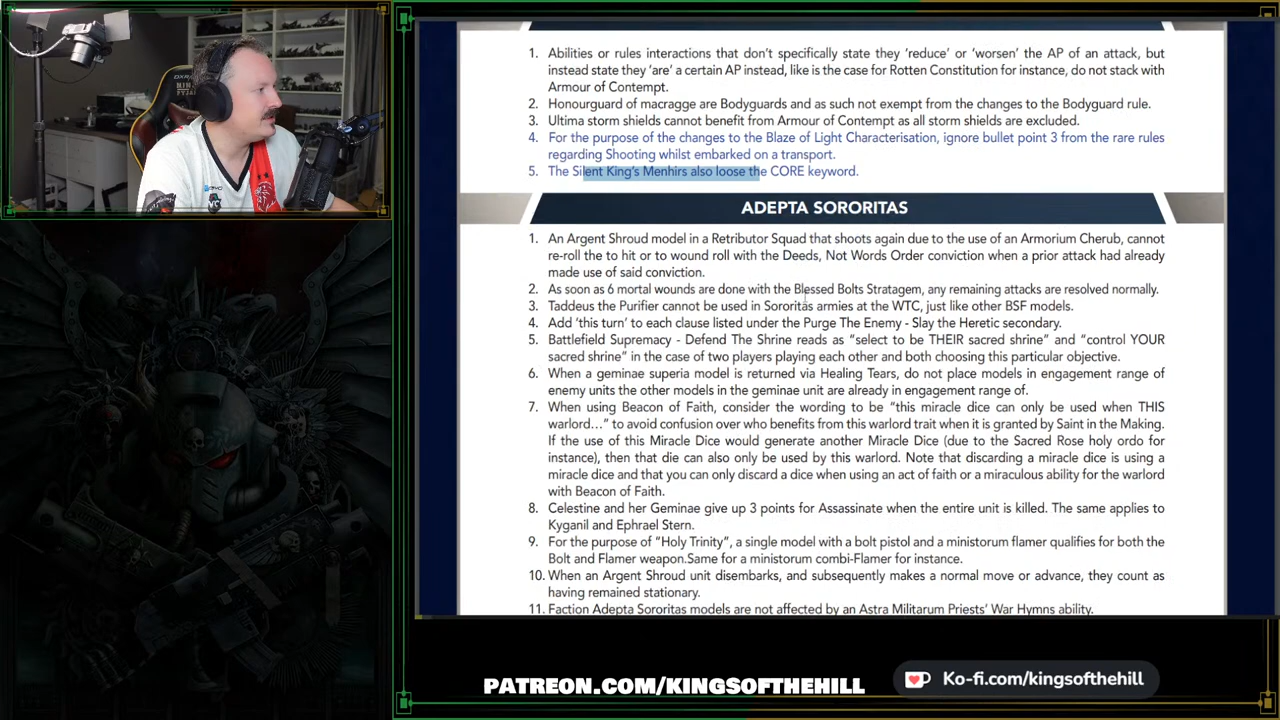 1. Abilities or rules interactions that don't specifically state they 'reduce' or 'worsen' the AP of an attack, but
instead state they 'are' a certain AP instead, like is the case for Rotten Constitution for instance, do not stack with
Armour of Contempt.
2. Honourguard of macragge are Bodyguards and as such not exempt from the changes to the Bodyguard rule.
3. Ultima storm shields cannot benefit from Armour of Contempt as all storm shields are excluded.
4. For the purpose of the changes to the Blaze of Light Characterisation, ignore bullet point 3 from the rare rules
regarding Shooting whilst embarked on a transport.
5. The Silent King's Menhirs also loose the CORE keyword.
ADEPTA SORORITAS
1. An Argent Shroud model in a Retributor Squad that shoots again due to the use of an Armorium Cherub, cannot
re-roll the to hit or to wound roll with the Deeds, Not Words Order conviction when a prior attack had already
made use of said conviction.
2. As soon as 6 mortal wounds are done with the Blessed Bolts Stratagem, any remaining attacks are resolved normally.
3. Taddeus the Purifier cannot be used in Sororitas armies at the WTC, just like other BSF models.
4. Add 'this turn' to each clause listed under the Purge The Enemy - Slay the Heretic secondary.
5. Battlefield Supremacy - Defend The Shrine reads as "select to be THEIR sacred shrine" and "control YOUR
sacred shrine" in the case of two players playing each other and both choosing this particular objective.
6. When a geminae superia model is returned via Healing Tears, do not place models in engagement range of
enemy units the other models in the geminae unit are already in engagement range of.
7. When using Beacon of Faith, consider the wording to be "this miracle dice can only be used when THIS
warlord…" to avoid confusion over who benefits from this warlord trait when it is granted by Saint in the Making.
If the use of this Miracle Dice would generate another Miracle Dice (due to the Sacred Rose holy ordo for
instance), then that die can also only be used by this warlord. Note that discarding a miracle dice is using a
miracle dice and that you can only discard a dice when using an act of faith or a miraculous ability for the warlord
with Beacon of Faith.
8. Celestine and her Geminae give up 3 points for Assassinate when the entire unit is killed. The same applies to
Kyganil and Ephrael Stern.
9. For the purpose of "Holy Trinity", a single model with a bolt pistol and a ministorum flamer qualifies for both the
Bolt and Flamer weapon.Same for a ministorum combi-Flamer for instance.
10. When an Argent Shroud unit disembarks, and subsequently makes a normal move or advance, they count as
having remained stationary.
11. Faction Adepta Sororitas models are not affected by an Astra Militarum Priests' War Hymns ability.
PATREON.COM/KINGSOFTHEHILL
Ko-fi.com/kingsofthehill